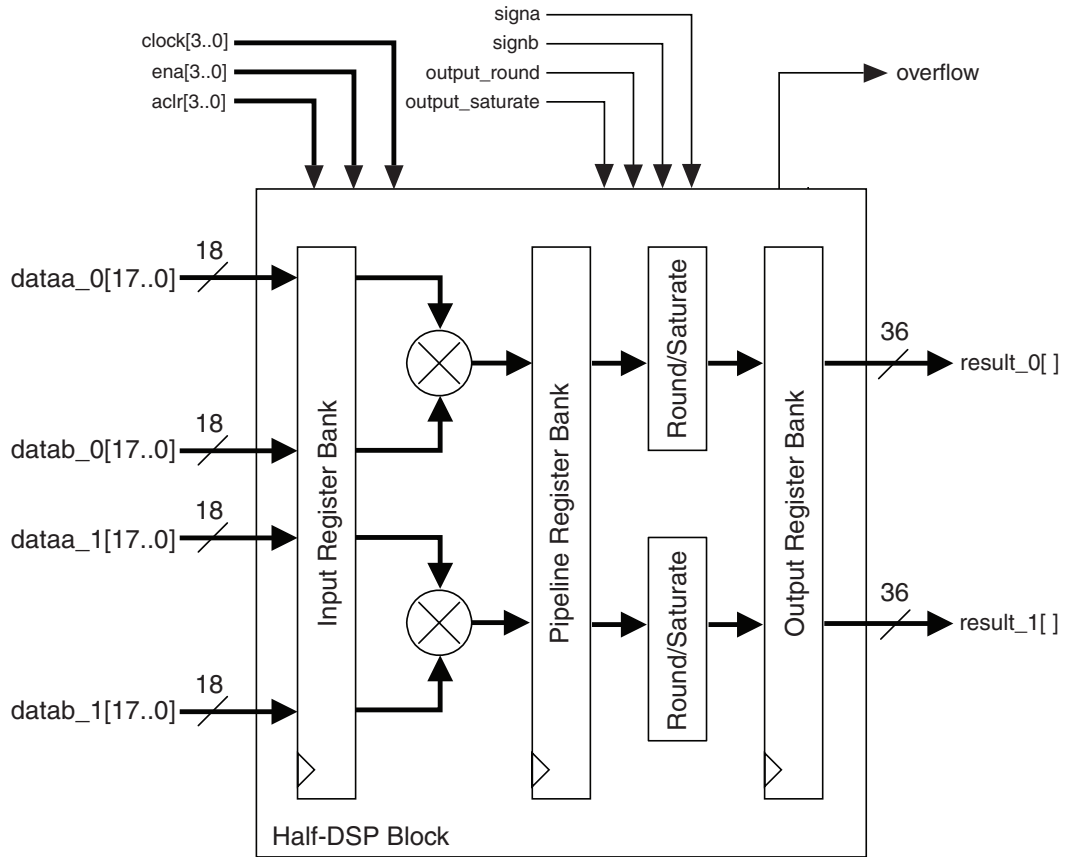 signa
clock[3..0]
signb
ena[3..0]
output_round
overflow
aclr[3..0]
output_saturate
18
dataa_0[17..0]
18
datab_0[17..0]
18
dataa_1[17..0]
18
datab_1[17..0]
Input Register Bank
Pipeline Register Bank
Round/Saturate
Round/Saturate
Output Register Bank
36
result_0[ ]
36
result_1[ ]
Half-DSP Block